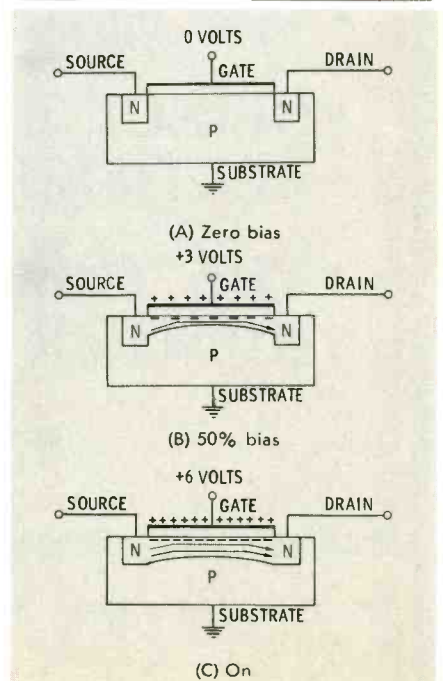 0 VOLTS
SOURCE
GATE
DRAIN
N
N
P
SUBSTRATE
(A) Zero bias
+3 VOLTS
SOURCE
GATE
DRAIN
+ + + + + + + +
N
N
P
SUBSTRATE
(B) 50% bias
+6 VOLTS
SOURCE
GATE
DRAIN
+++++ ++++++
N
N
P
SUBSTRATE
(C) On